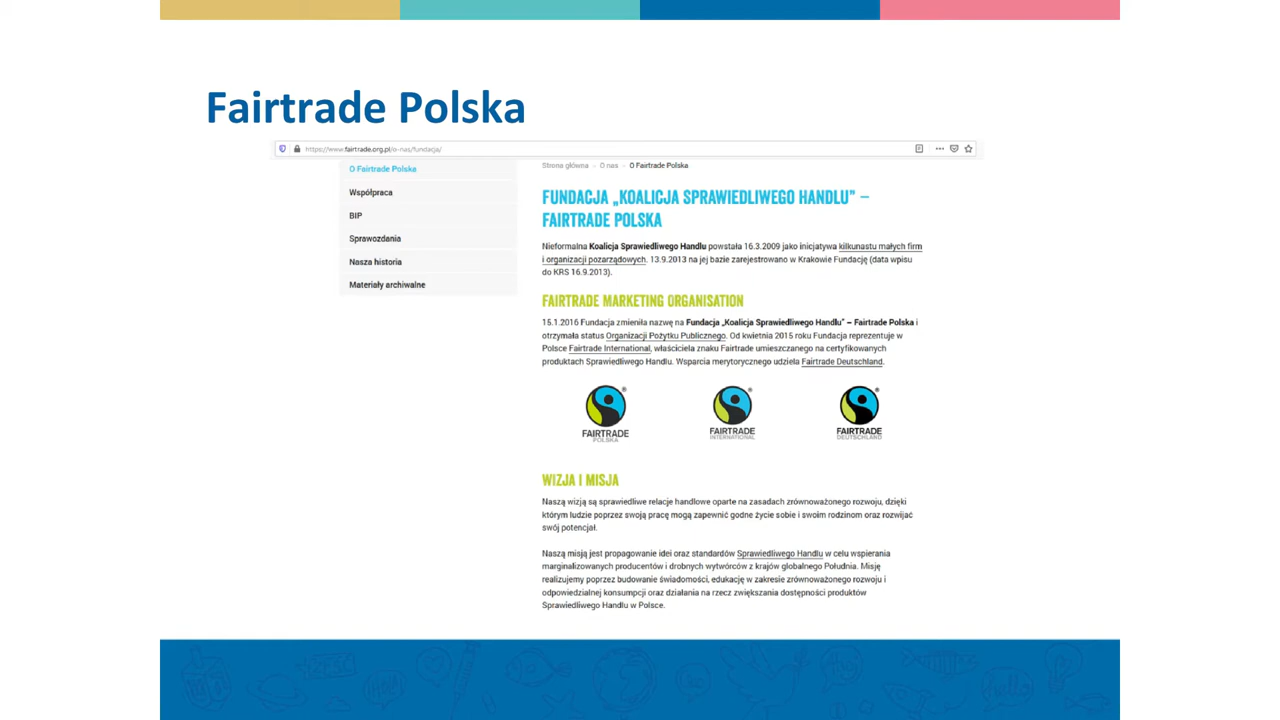 Fairtrade Polska
https://www.fairtrade.org.pl/o-nas/fundacja/
O Fairtrade Polska
Współpraca
BIP
Sprawozdania
Nasza historia
Materiały archiwalne
Strona główna - O nas - O Fairtrade Polska
FUNDACJA „KOALICJA SPRAWIEDLIWEGO HANDLU” –
FAIRTRADE POLSKA
Nieformalna Koalicja Sprawiedliwego Handlu powstała 16.3.2009 jako inicjatywa kilkunastu małych firm
i organizacji pozarządowych. 13.9.2013 na jej bazie zarejestrowano w Krakowie Fundację (data wpisu
do KRS 16.9.2013).
FAIRTRADE MARKETING ORGANISATION
15.1.2016 Fundacja zmieniła nazwę na Fundacja „Koalicja Sprawiedliwego Handlu” – Fairtrade Polska i
otrzymała status Organizacji Pożytku Publicznego. Od kwietnia 2015 roku Fundacja reprezentuje w
Polsce Fairtrade International, właściciela znaku Fairtrade umieszczanego na certyfikowanych
produktach Sprawiedliwego Handlu. Wsparcia merytorycznego udziela Fairtrade Deutschland.
FAIRTRADE
POLSKA
FAIRTRADE
INTERNATIONAL
FAIRTRADE
DEUTSCHLAND
WIZJA I MISJA
Naszą wizją są sprawiedliwe relacje handlowe oparte na zasadach zrównoważonego rozwoju, dzięki
którym ludzie poprzez swoją pracę mogą zapewnić godne życie sobie i swoim rodzinom oraz rozwijać
swój potencjał.
Naszą misją jest propagowanie idei oraz standardów Sprawiedliwego Handlu w celu wspierania
marginalizowanych producentów i drobnych wytwórców z krajów globalnego Południa. Misję
realizujemy poprzez budowanie świadomości, edukację w zakresie zrównoważonego rozwoju i
odpowiedzialnej konsumpcji oraz działania na rzecz zwiększania dostępności produktów
Sprawiedliwego Handlu w Polsce.
hello!